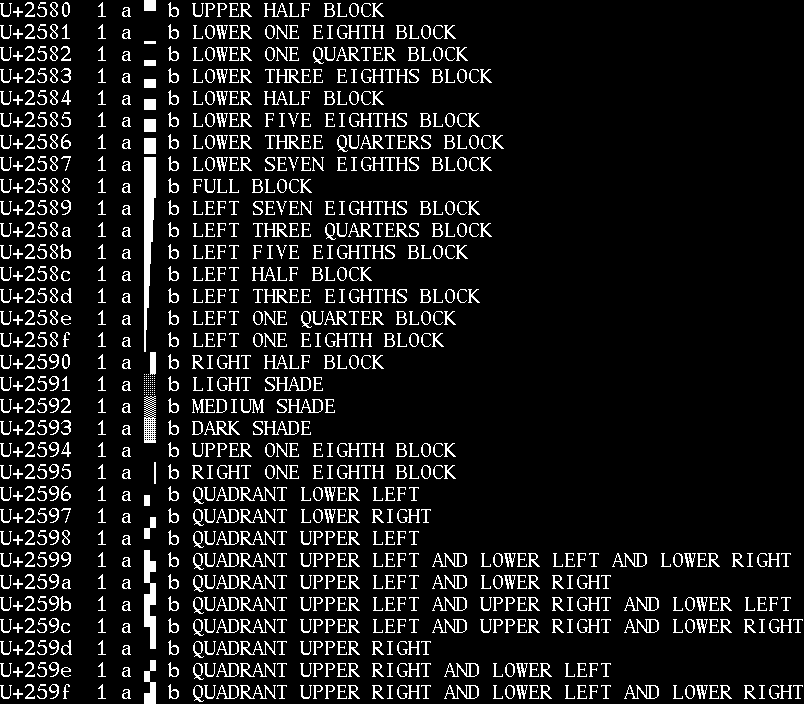 U+2580  1 a ▀ b UPPER HALF BLOCK
U+2581  1 a ▁ b LOWER ONE EIGHTH BLOCK
U+2582  1 a ▂ b LOWER ONE QUARTER BLOCK
U+2583  1 a ▃ b LOWER THREE EIGHTHS BLOCK
U+2584  1 a ▄ b LOWER HALF BLOCK
U+2585  1 a ▅ b LOWER FIVE EIGHTHS BLOCK
U+2586  1 a ▆ b LOWER THREE QUARTERS BLOCK
U+2587  1 a ▇ b LOWER SEVEN EIGHTHS BLOCK
U+2588  1 a █ b FULL BLOCK
U+2589  1 a ▉ b LEFT SEVEN EIGHTHS BLOCK
U+258a  1 a ▊ b LEFT THREE QUARTERS BLOCK
U+258b  1 a ▋ b LEFT FIVE EIGHTHS BLOCK
U+258c  1 a ▌ b LEFT HALF BLOCK
U+258d  1 a ▍ b LEFT THREE EIGHTHS BLOCK
U+258e  1 a ▎ b LEFT ONE QUARTER BLOCK
U+258f  1 a ▏ b LEFT ONE EIGHTH BLOCK
U+2590  1 a ▐ b RIGHT HALF BLOCK
U+2591  1 a ░ b LIGHT SHADE
U+2592  1 a ▒ b MEDIUM SHADE
U+2593  1 a ▓ b DARK SHADE
U+2594  1 a ▔ b UPPER ONE EIGHTH BLOCK
U+2595  1 a ▕ b RIGHT ONE EIGHTH BLOCK
U+2596  1 a ▖ b QUADRANT LOWER LEFT
U+2597  1 a ▗ b QUADRANT LOWER RIGHT
U+2598  1 a ▘ b QUADRANT UPPER LEFT
U+2599  1 a ▙ b QUADRANT UPPER LEFT AND LOWER LEFT AND LOWER RIGHT
U+259a  1 a ▚ b QUADRANT UPPER LEFT AND LOWER RIGHT
U+259b  1 a ▛ b QUADRANT UPPER LEFT AND UPPER RIGHT AND LOWER LEFT
U+259c  1 a ▜ b QUADRANT UPPER LEFT AND UPPER RIGHT AND LOWER RIGHT
U+259d  1 a ▝ b QUADRANT UPPER RIGHT
U+259e  1 a ▞ b QUADRANT UPPER RIGHT AND LOWER LEFT
U+259f  1 a ▟ b QUADRANT UPPER RIGHT AND LOWER LEFT AND LOWER RIGHT